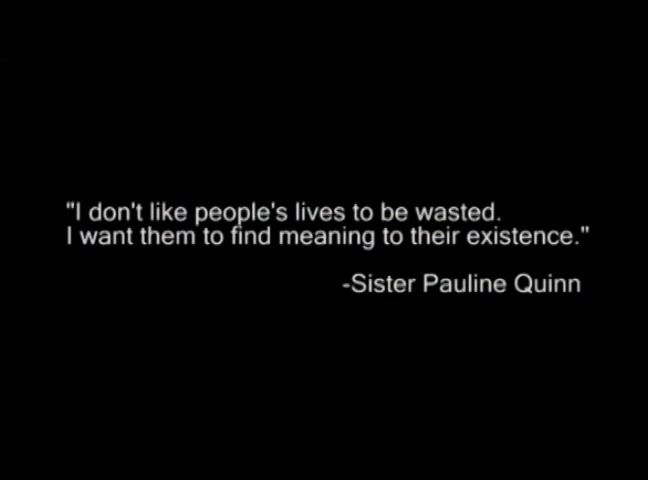 "I don't like people's lives to be wasted.
I want them to find meaning to their existence."
-Sister Pauline Quinn